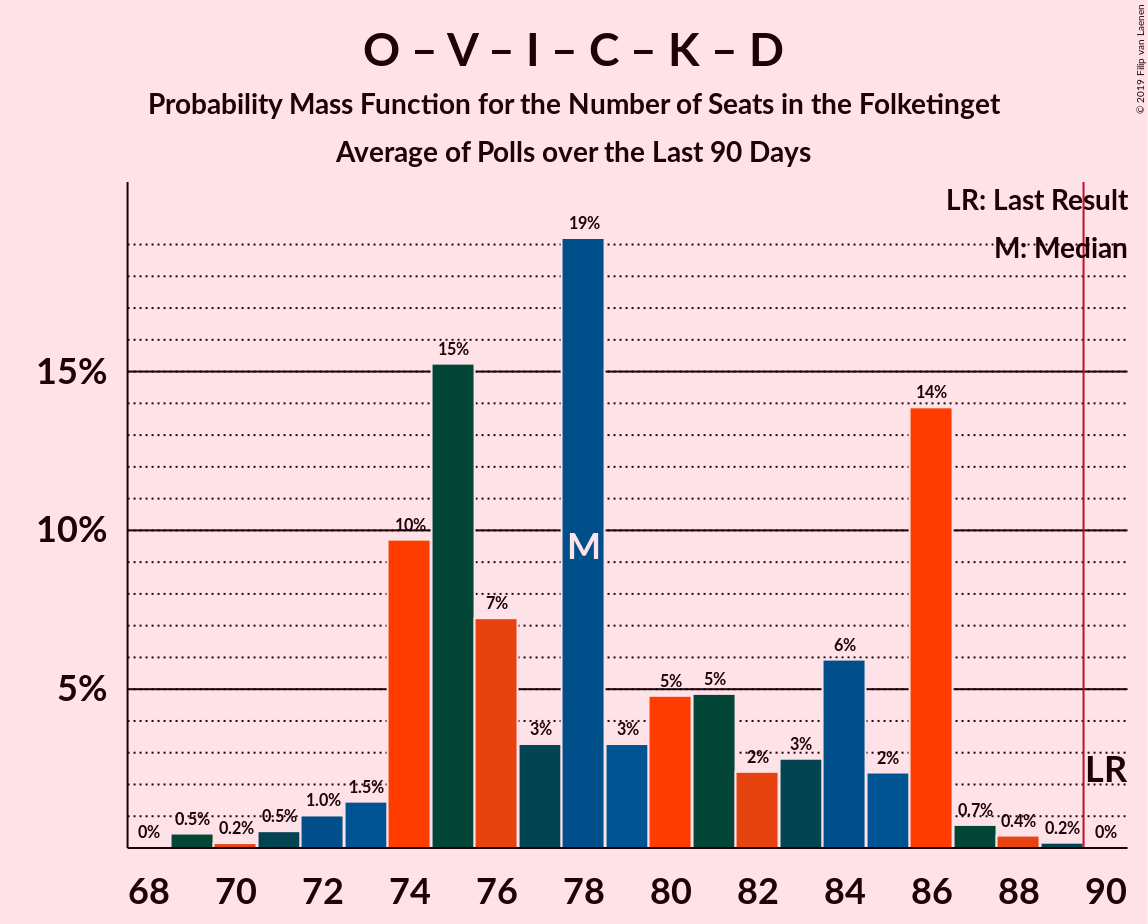 O – V – I – C – K – D
Probability Mass Function for the Number of Seats in the Folketinget
Average of Polls over the Last 90 Days
© 2019 Filip van Laenen
LR: Last Result
M: Median
15%
10%
5%
0%
0.5%
0.2%
0.5%
1.0%
1.5%
10%
15%
7%
3%
19%
3%
5%
5%
2%
3%
6%
2%
14%
0.7%
0.4%
0.2%
0%
M
LR
68 70 72 74 76 78 80 82 84 86 88 90